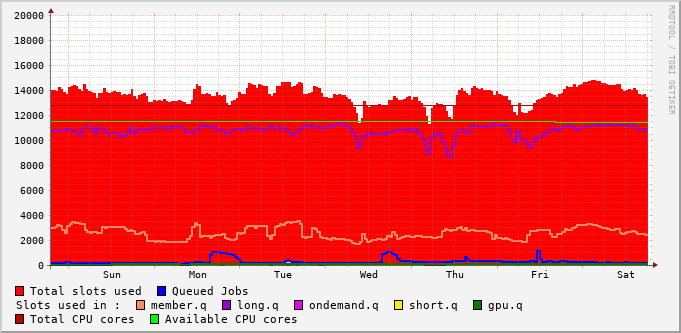 20000
18000
16000
14000
12000
10000
8000
6000
4000
2000
0
Sun Mon Tue Wed Thu Fri Sat
RRDTOOL / TOBI OETIKER
Total slots used Queued Jobs
Slots used in : member.q long.q ondemand.q short.q gpu.q
Total CPU cores Available CPU cores